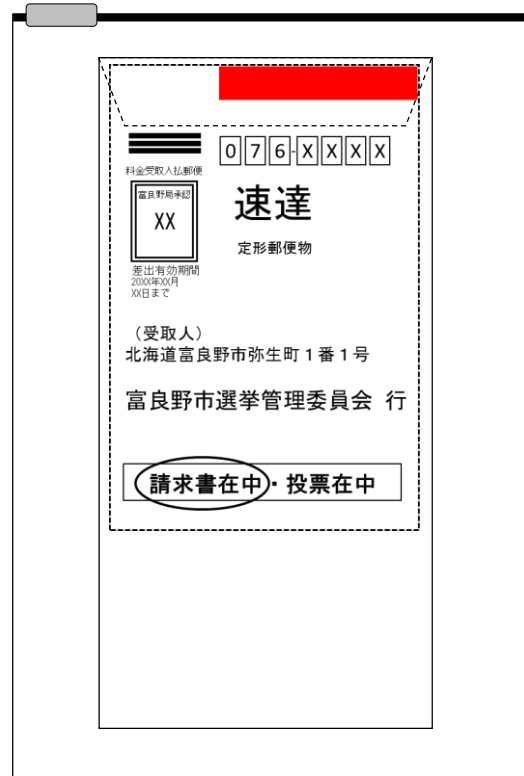 076-XXXX
料金受取人払郵便
富良野局承認
XX
速達
定形郵便物
差出有効期間
20XX年XX月
XX日まで
（受取人）
北海道富良野市弥生町１番１号
富良野市選挙管理委員会 行
請求書在中・投票在中